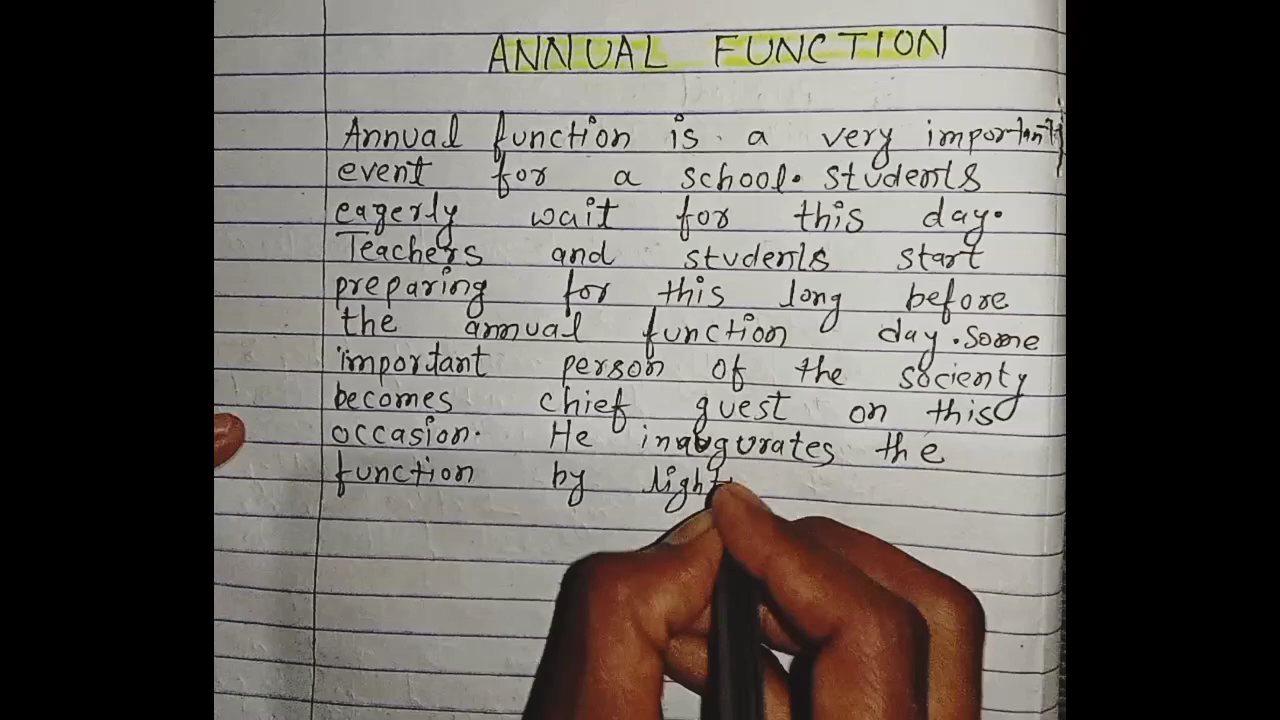 ANNUAL FUNCTION
Annual function is a very important
event for a school. students
eagerly wait for this day.
Teachers and students start
preparing for this long before
the annual function day. Some
important person of the socienty
becomes chief guest on this
occasion. He inaugurates the
function by light